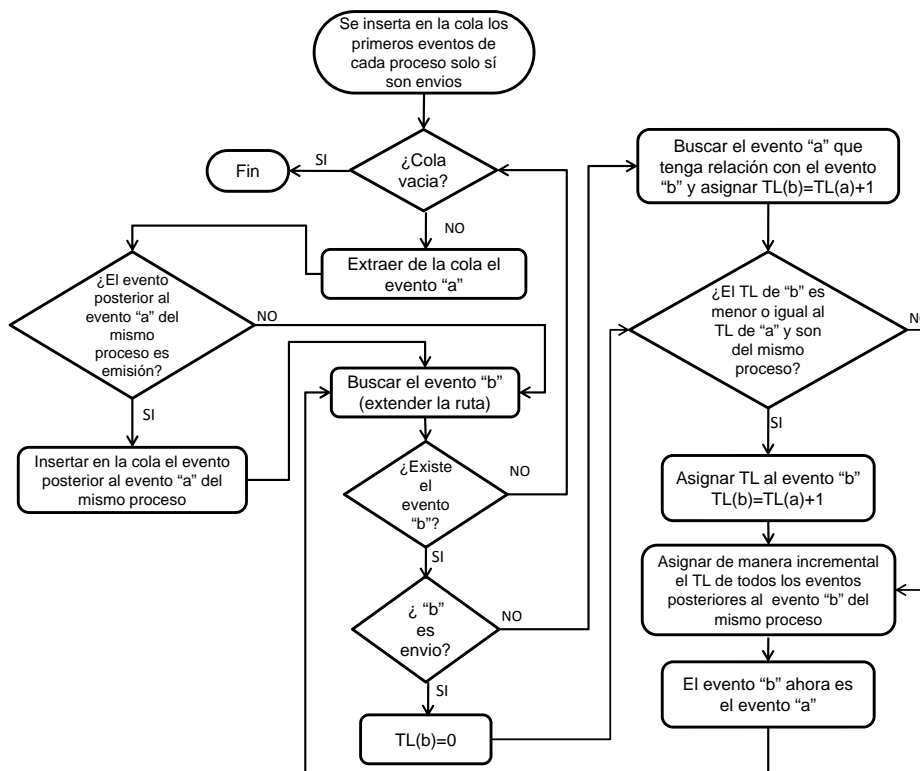 Se inserta en la cola los
primeros eventos de
cada proceso solo sí
son envios
¿Cola
vacia?
SI
Fin
NO
Extraer de la cola el
evento “a”
¿El evento
posterior al
evento “a” del
mismo
proceso es
emisión?
NO
SI
Insertar en la cola el evento
posterior al evento “a” del
mismo proceso
Buscar el evento “b”
(extender la ruta)
¿Existe
el
evento
“b”?
NO
SI
¿ “b”
es
envio?
NO
SI
TL(b)=0
Buscar el evento “a” que
tenga relación con el evento
“b” y asignar TL(b)=TL(a)+1
¿El TL de “b” es
menor o igual al
TL de “a” y son
del mismo
proceso?
NO
SI
Asignar TL al evento “b”
TL(b)=TL(a)+1
Asignar de manera incremental
el TL de todos los eventos
posteriores al evento “b” del
mismo proceso
El evento “b” ahora es
el evento “a”